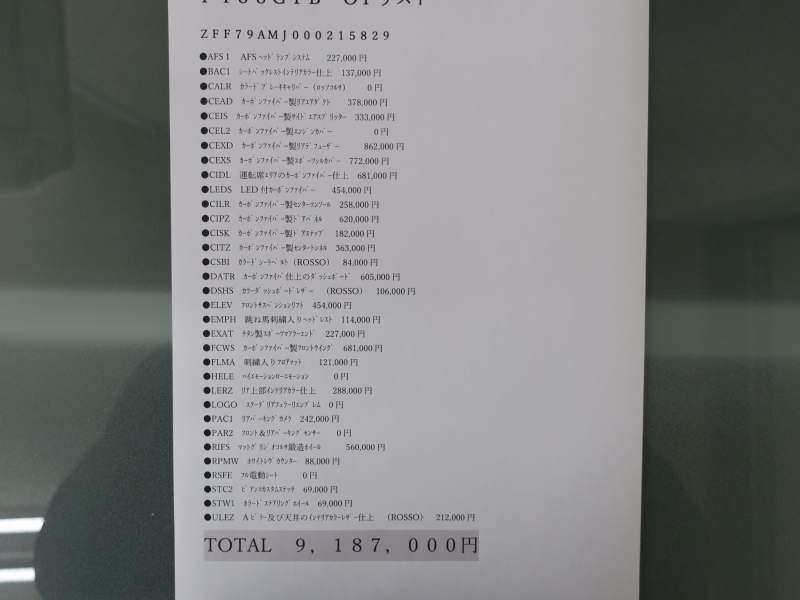 ZFF79AMJ000215829
●AFS1 AFSﾍｯﾄﾞﾗﾝﾌﾟｼｽﾃﾑ 227,000円
●BAC1 ｼｰﾄﾊﾞｯｸﾚｽﾄｲﾝﾃﾘｱｶﾗｰ仕上 137,000円
●CALR ｶﾗｰﾄﾞﾌﾞﾚｰｷｷｬﾘﾊﾟｰ(ﾛｯｿｺﾙｻ) 0円
●CEAD ｶｰﾎﾞﾝﾌｧｲﾊﾞｰ製ﾘｱｴｱﾀﾞｸﾄ 378,000円
●CEIS ｶｰﾎﾞﾝﾌｧｲﾊﾞｰ製ｻｲﾄﾞｴｱｽﾌﾟﾘｯﾀｰ 333,000円
●CEL2 ｶｰﾎﾞﾝﾌｧｲﾊﾞｰ製ｴﾝｼﾞﾝｶﾊﾞｰ 0円
●CEXD ｶｰﾎﾞﾝﾌｧｲﾊﾞｰ製ﾘｱﾃﾞﾌｭｰｻﾞｰ 862,000円
●CEXS ｶｰﾎﾞﾝﾌｧｲﾊﾞｰ製ｽﾎﾟｰﾂｼﾙｶﾊﾞｰ 772,000円
●CIDL 運転席ｴﾘｱのｶｰﾎﾞﾝﾌｧｲﾊﾞｰ仕上 681,000円
●LEDS LED付ｶｰﾎﾞﾝﾌｧｲﾊﾞｰ 454,000円
●CILR ｶｰﾎﾞﾝﾌｧｲﾊﾞｰ製ｾﾝﾀｰｺﾝｿｰﾙ 258,000円
●CIPZ ｶｰﾎﾞﾝﾌｧｲﾊﾞｰ製ﾄﾞｱﾊﾟﾈﾙ 620,000円
●CISK ｶｰﾎﾞﾝﾌｧｲﾊﾞｰ製ﾄﾞｱｽﾃｯﾌﾟ 182,000円
●CITZ ｶｰﾎﾞﾝﾌｧｲﾊﾞｰ製ｾﾝﾀｰﾄﾝﾈﾙ 363,000円
●CSBI ｶﾗｰﾄﾞｼｰﾄﾍﾞﾙﾄ(ROSSO) 84,000円
●DATR ｶｰﾎﾞﾝﾌｧｲﾊﾞ仕上のﾀﾞｯｼｭﾎﾞｰﾄﾞ 605,000円
●DSHS ｶﾗｰﾀﾞｯｼｭﾎﾞｰﾄﾞﾚｻﾞｰ (ROSSO) 106,000円
●ELEV ﾌﾛﾝﾄｻｽﾍﾟﾝｼｮﾝﾘﾌﾄ 454,000円
●EMPH 跳ね馬刺繍入りﾍｯﾄﾞﾚｽﾄ 114,000円
●EXAT ﾁﾀﾝ製ｽﾎﾟｰﾂﾏﾌﾗｰｴﾝﾄﾞ 227,000円
●FCWS ｶｰﾎﾞﾝﾌｧｲﾊﾞｰ製ﾌﾛﾝﾄｳｲﾝｸﾞ 681,000円
●FLMA 刺繍入りﾌﾛｱﾏｯﾄ 121,000円
●HELE ﾊｲｴﾓｰｼｮﾝﾛｰｴﾓｰｼｮﾝ 0円
●LERZ ﾘｱ上部ｲﾝﾃﾘｱｶﾗｰ仕上 288,000円
●LOGO ｽｸｰﾃﾞﾘｱﾌｪﾗｰﾘｴﾝﾌﾞﾚﾑ 0円
●PAC1 ﾘｱﾊﾟｰｷﾝｸﾞｶﾒﾗ 242,000円
●PAR2 ﾌﾛﾝﾄ&ﾘｱﾊﾟｰｷﾝｸﾞｾﾝｻｰ 0円
●RIFS ﾏｯﾄｸﾞﾘｼﾞｵｺﾙｻ鍛造ﾎｲｰﾙ 560,000円
●RPMW ﾎﾜｲﾄﾚｳﾞｶｳﾝﾀｰ 88,000円
●RSFE ﾌﾙ電動ｼｰﾄ 0円
●STC2 ﾋﾞｱﾝｺｶｽﾀﾑｽﾃｯﾁ 69,000円
●STW1 ｶﾗｰﾄﾞｽﾃｱﾘﾝｸﾞﾎｲｰﾙ 69,000円
●ULEZ Aﾋﾟﾗｰ及び天井のｲﾝﾃﾘｱｶﾗｰﾚｻﾞｰ仕上 (ROSSO) 212,000円
TOTAL 9,187,000円